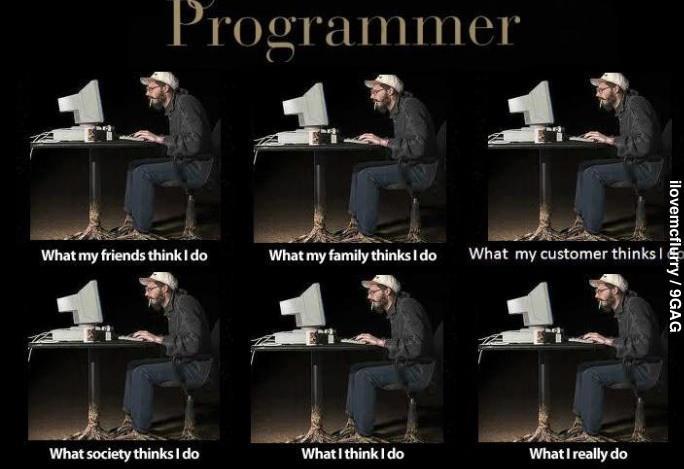 Programmer
What my friends think I do
What my family thinks I do
What my customer thinks I do
What society thinks I do
What I think I do
What I really do
ilovemcflurry / 9GAG